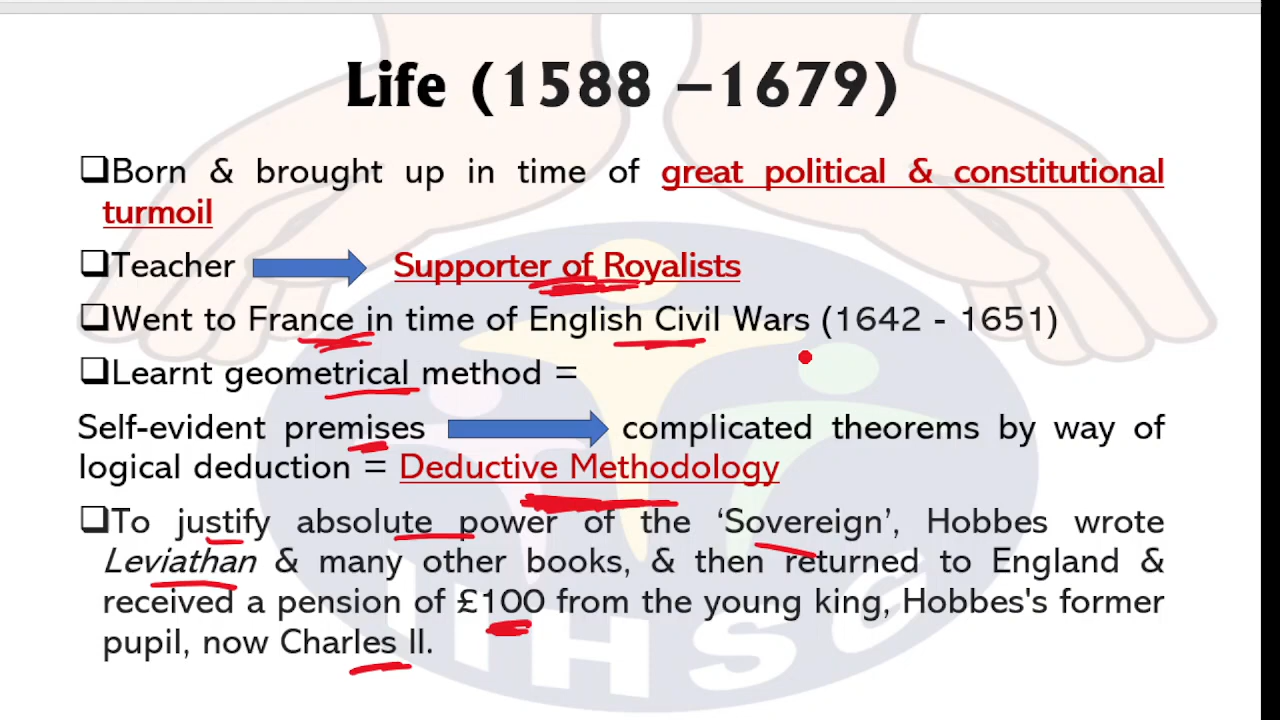 Life (1588 –1679)
❑Born & brought up in time of great political & constitutional
turmoil
❑Teacher Supporter of Royalists
❑Went to France in time of English Civil Wars (1642 - 1651)
❑Learnt geometrical method =
Self-evident premises complicated theorems by way of
logical deduction = Deductive Methodology
❑To justify absolute power of the ‘Sovereign’, Hobbes wrote
Leviathan & many other books, & then returned to England &
received a pension of £100 from the young king, Hobbes's former
pupil, now Charles II.